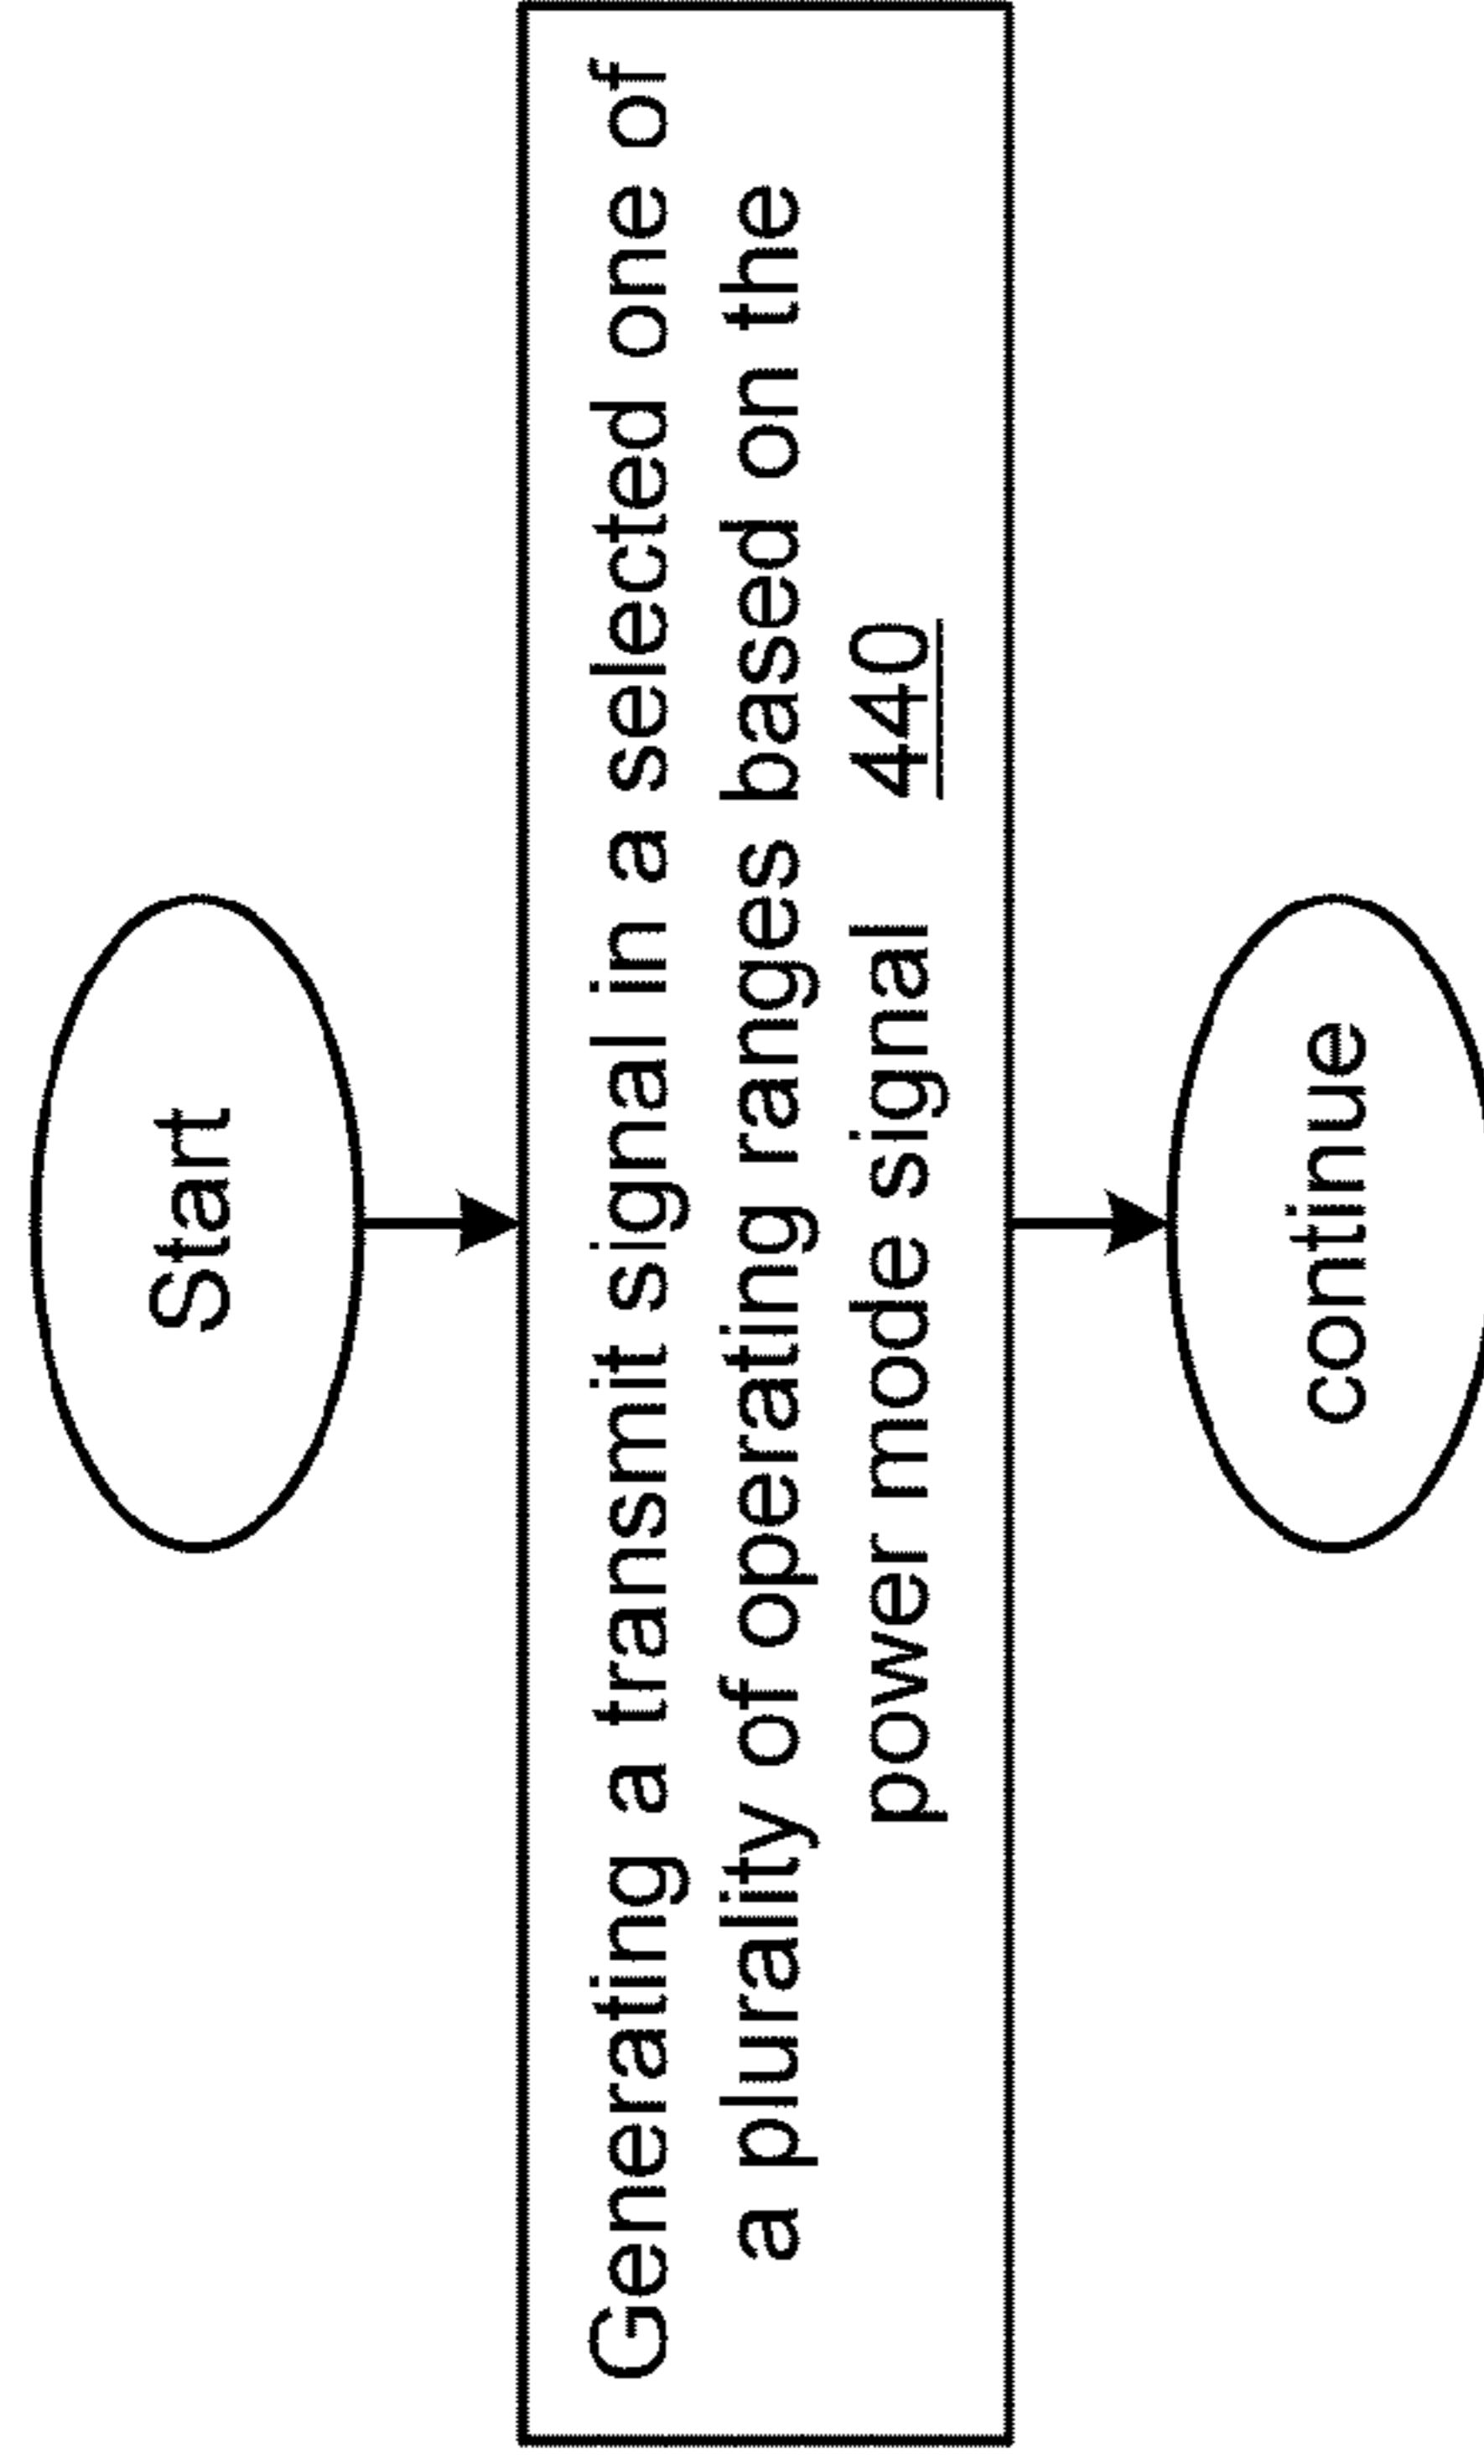 Start
Generating a transmit signal in a selected one of
a plurality of operating ranges based on the
power mode signal 440
continue